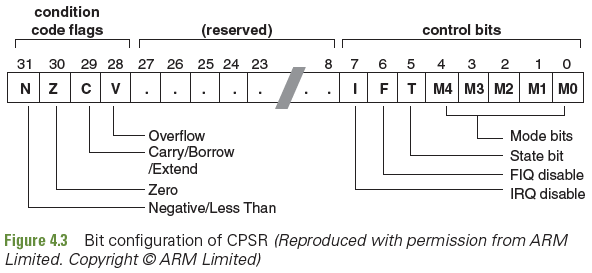 condition
code flags
(reserved)
control bits
31 30 29 28 27 26 25 24 23 8 7 6 5 4 3 2 1 0
N Z C V . . . . . . . I F T M4 M3 M2 M1 M0
Overflow
Carry/Borrow
/Extend
Zero
Negative/Less Than
Mode bits
State bit
FIQ disable
IRQ disable
Figure 4.3 Bit configuration of CPSR (Reproduced with permission from ARM
Limited. Copyright © ARM Limited)